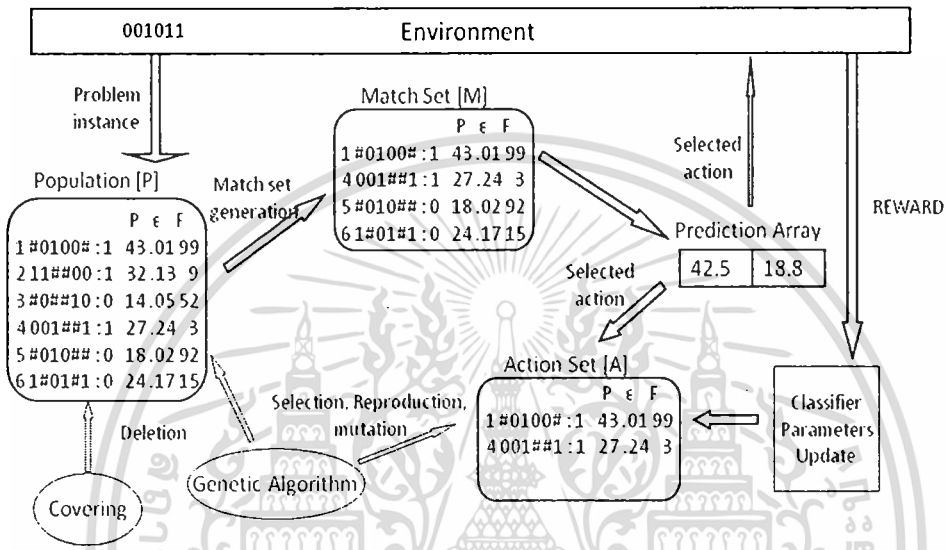 001011 Environment
Problem
instance
Match Set [M]
P ε F
1 #0100# :1 43 .01 99
4 001##1 :1 27 .24 3
5 #010## :0 18 .02 92
6 1#01#1 :0 24 .17 15
Selected
action
REWARD
Population [P]
P ε F
1 #0100# :1 43 .01 99
2 11##00 :1 32 .13 9
3 #0##10 :0 14 .05 52
4 001##1 :1 27 .24 3
5 #010## :0 18 .02 92
6 1#01#1 :0 24 .17 15
Match set
generation
Prediction Array
42.5 18.8
Selected
action
Action Set [A]
P ε F
1 #0100# :1 43 .01 99
4 001##1 :1 27 .24 3
Classifier
Parameters
Update
Selection, Reproduction,
mutation
Deletion
Genetic Algorithm
Covering